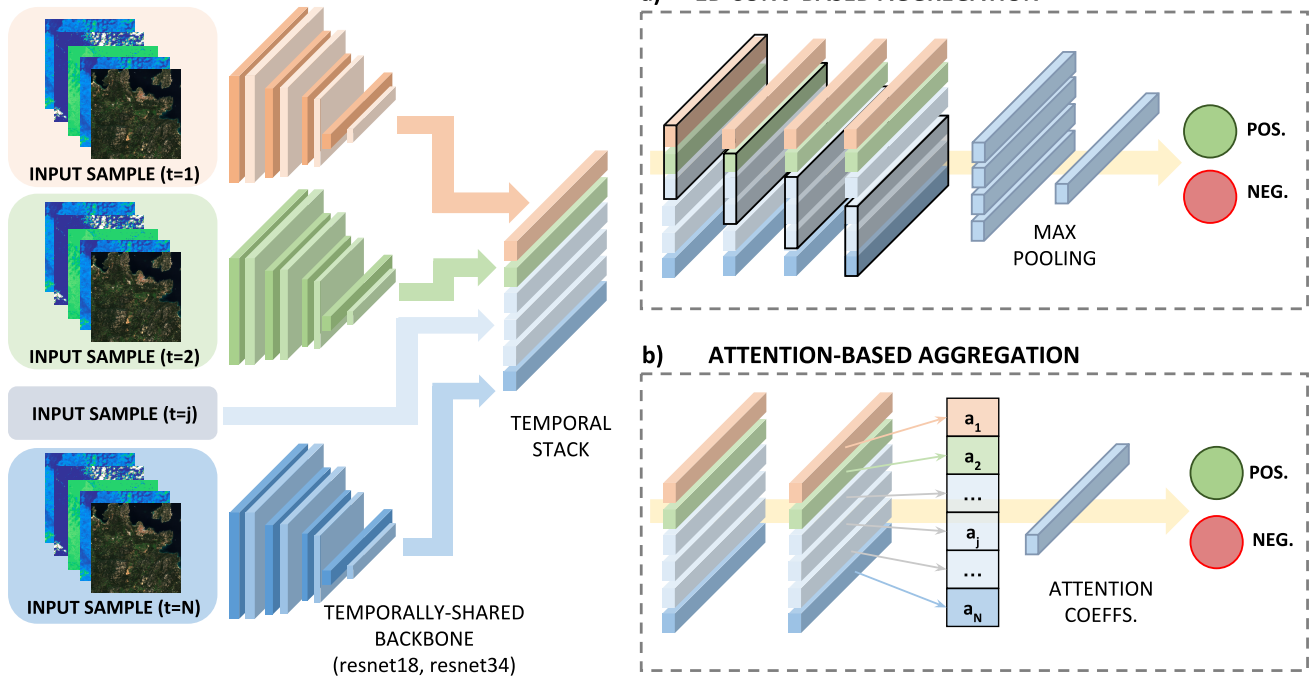 INPUT SAMPLE (t=1)
INPUT SAMPLE (t=2)
INPUT SAMPLE (t=j)
INPUT SAMPLE (t=N)
TEMPORALLY-SHARED
BACKBONE
(resnet18, resnet34)
TEMPORAL
STACK
MAX
POOLING
POS.
NEG.
b) ATTENTION-BASED AGGREGATION
a1
a2
...
aj
...
aN
ATTENTION
COEFFS.
POS.
NEG.